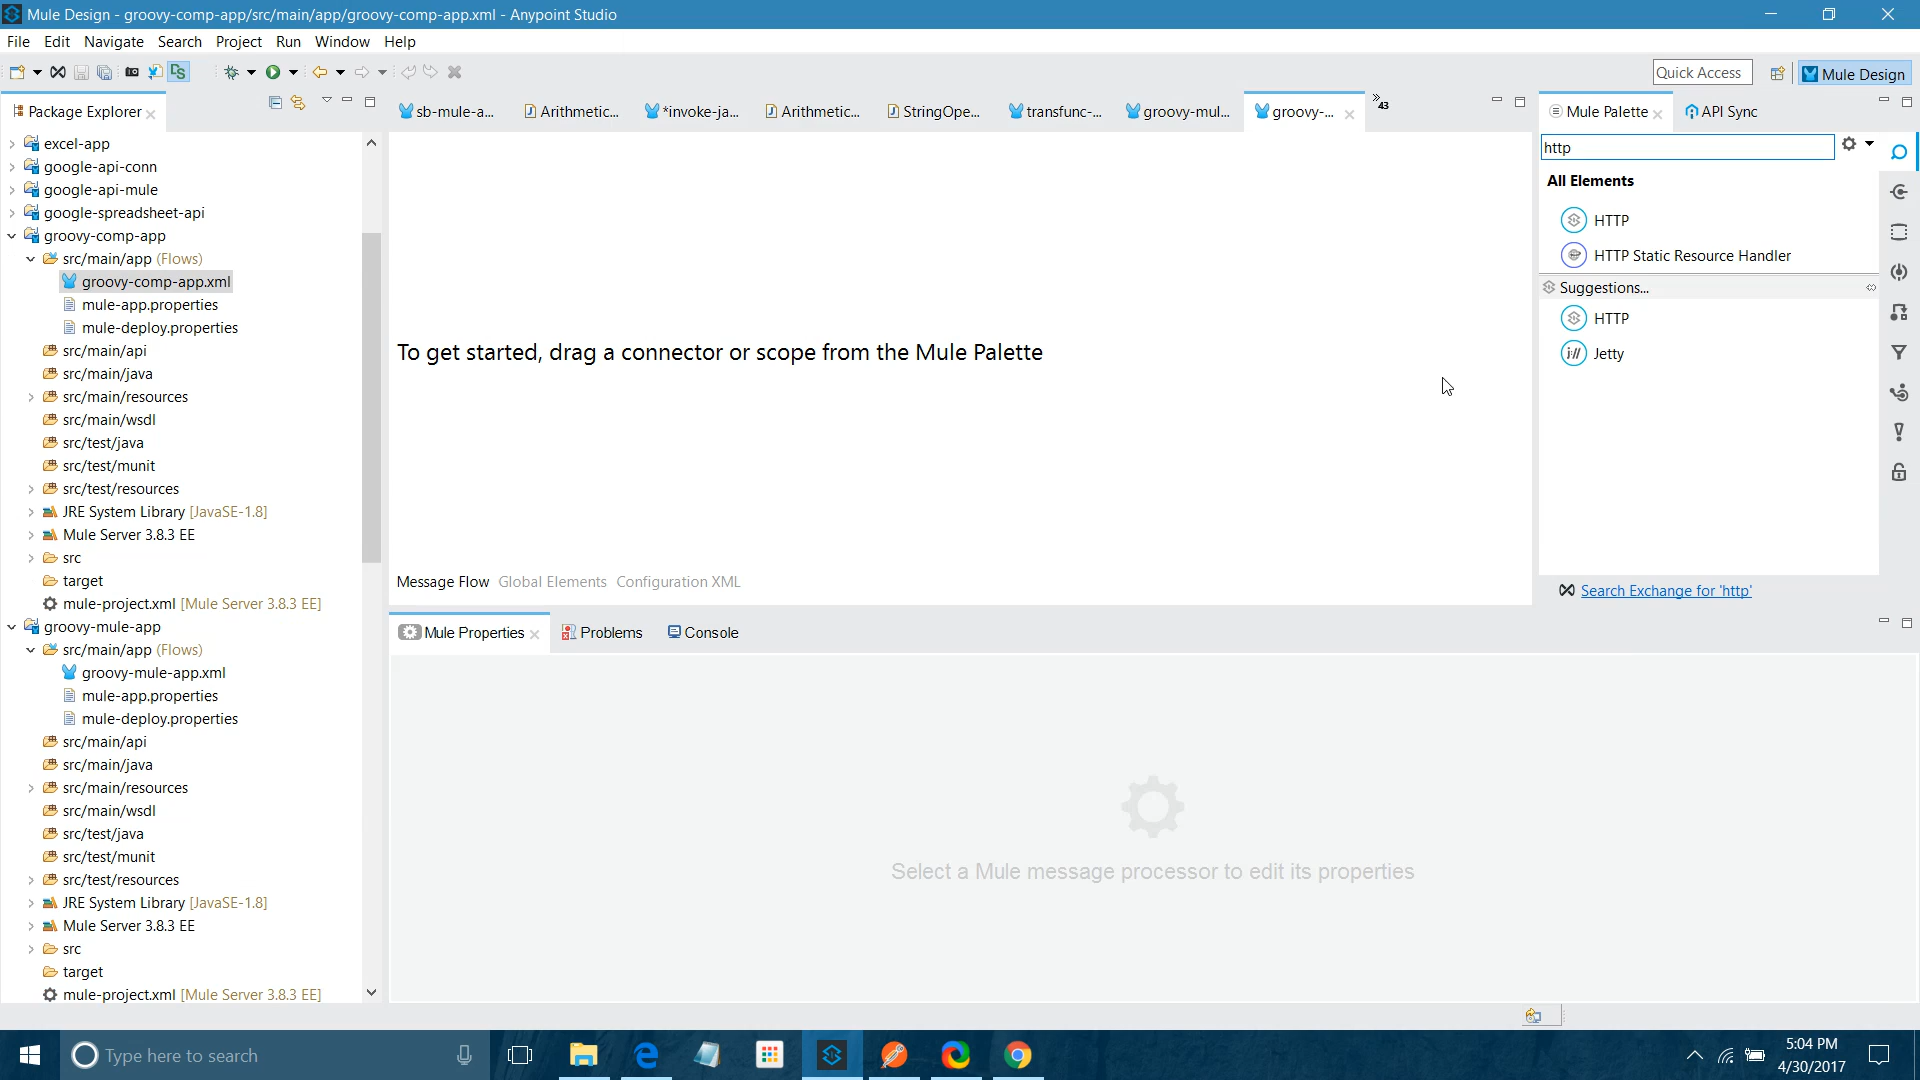 Mule Design - groovy-comp-app/src/main/app/groovy-comp-app.xml - Anypoint Studio
File Edit Navigate Search Project Run Window Help
Quick Access
Mule Design
Package Explorer
sb-mule-a...
Arithmetic...
*invoke-ja...
Arithmetic...
StringOpe...
transfunc-...
groovy-mul...
groovy-...
»43
Mule Palette
API Sync
excel-app
google-api-conn
google-api-mule
google-spreadsheet-api
groovy-comp-app
src/main/app (Flows)
groovy-comp-app.xml
mule-app.properties
mule-deploy.properties
src/main/api
src/main/java
src/main/resources
src/main/wsdl
src/test/java
src/test/munit
src/test/resources
JRE System Library [JavaSE-1.8]
Mule Server 3.8.3 EE
src
target
mule-project.xml [Mule Server 3.8.3 EE]
groovy-mule-app
src/main/app (Flows)
groovy-mule-app.xml
mule-app.properties
mule-deploy.properties
src/main/api
src/main/java
src/main/resources
src/main/wsdl
src/test/java
src/test/munit
src/test/resources
JRE System Library [JavaSE-1.8]
Mule Server 3.8.3 EE
src
target
mule-project.xml [Mule Server 3.8.3 EE]
To get started, drag a connector or scope from the Mule Palette
Message Flow Global Elements Configuration XML
http
All Elements
HTTP
HTTP Static Resource Handler
Suggestions...
HTTP
Jetty
Search Exchange for 'http'
Mule Properties
Problems
Console
Select a Mule message processor to edit its properties
Type here to search
5:04 PM
4/30/2017